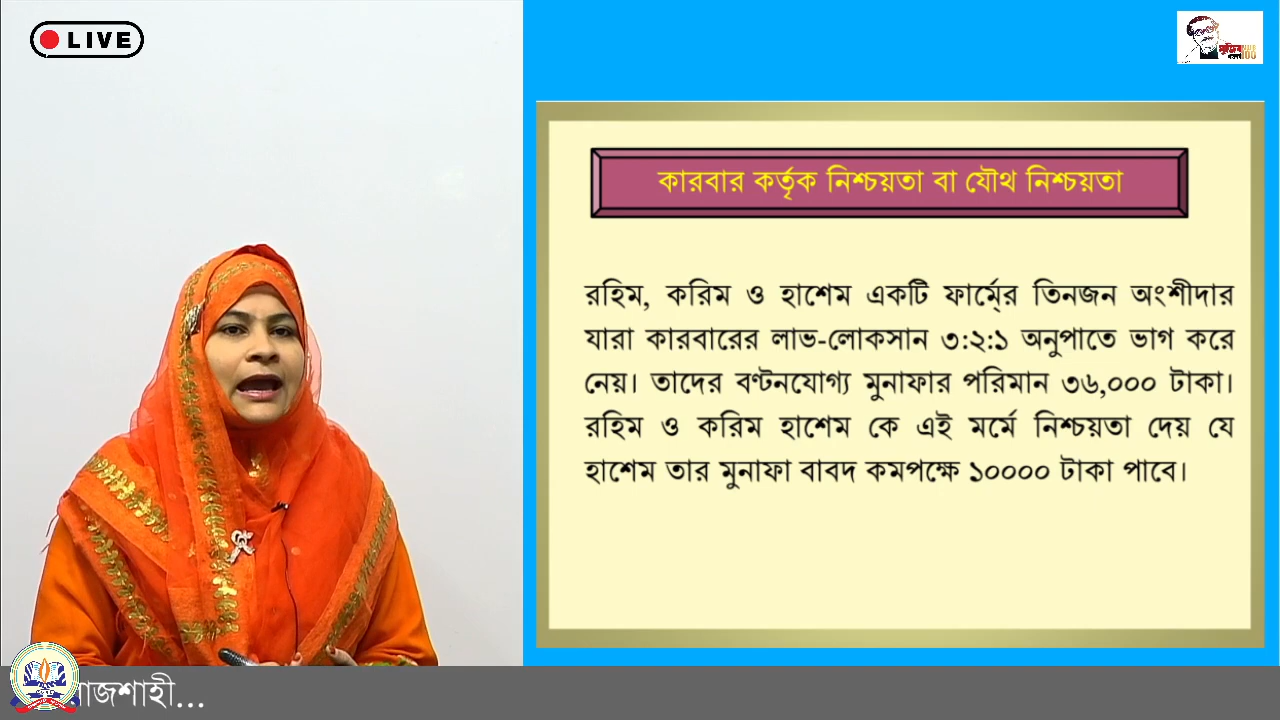 LIVE
কারবার কর্তৃক নিশ্চয়তা বা যৌথ নিশ্চয়তা
রহিম, করিম ও হাশেম একটি ফার্মের তিনজন অংশীদার
যারা কারবারের লাভ-লোকসান ৩:২:১ অনুপাতে ভাগ করে
নেয়। তাদের বণ্টনযোগ্য মুনাফার পরিমান ৩৬,০০০ টাকা।
রহিম ও করিম হাশেম কে এই মর্মে নিশ্চয়তা দেয় যে
হাশেম তার মুনাফা বাবদ কমপক্ষে ১০০০০ টাকা পাবে।
রাজশাহী...